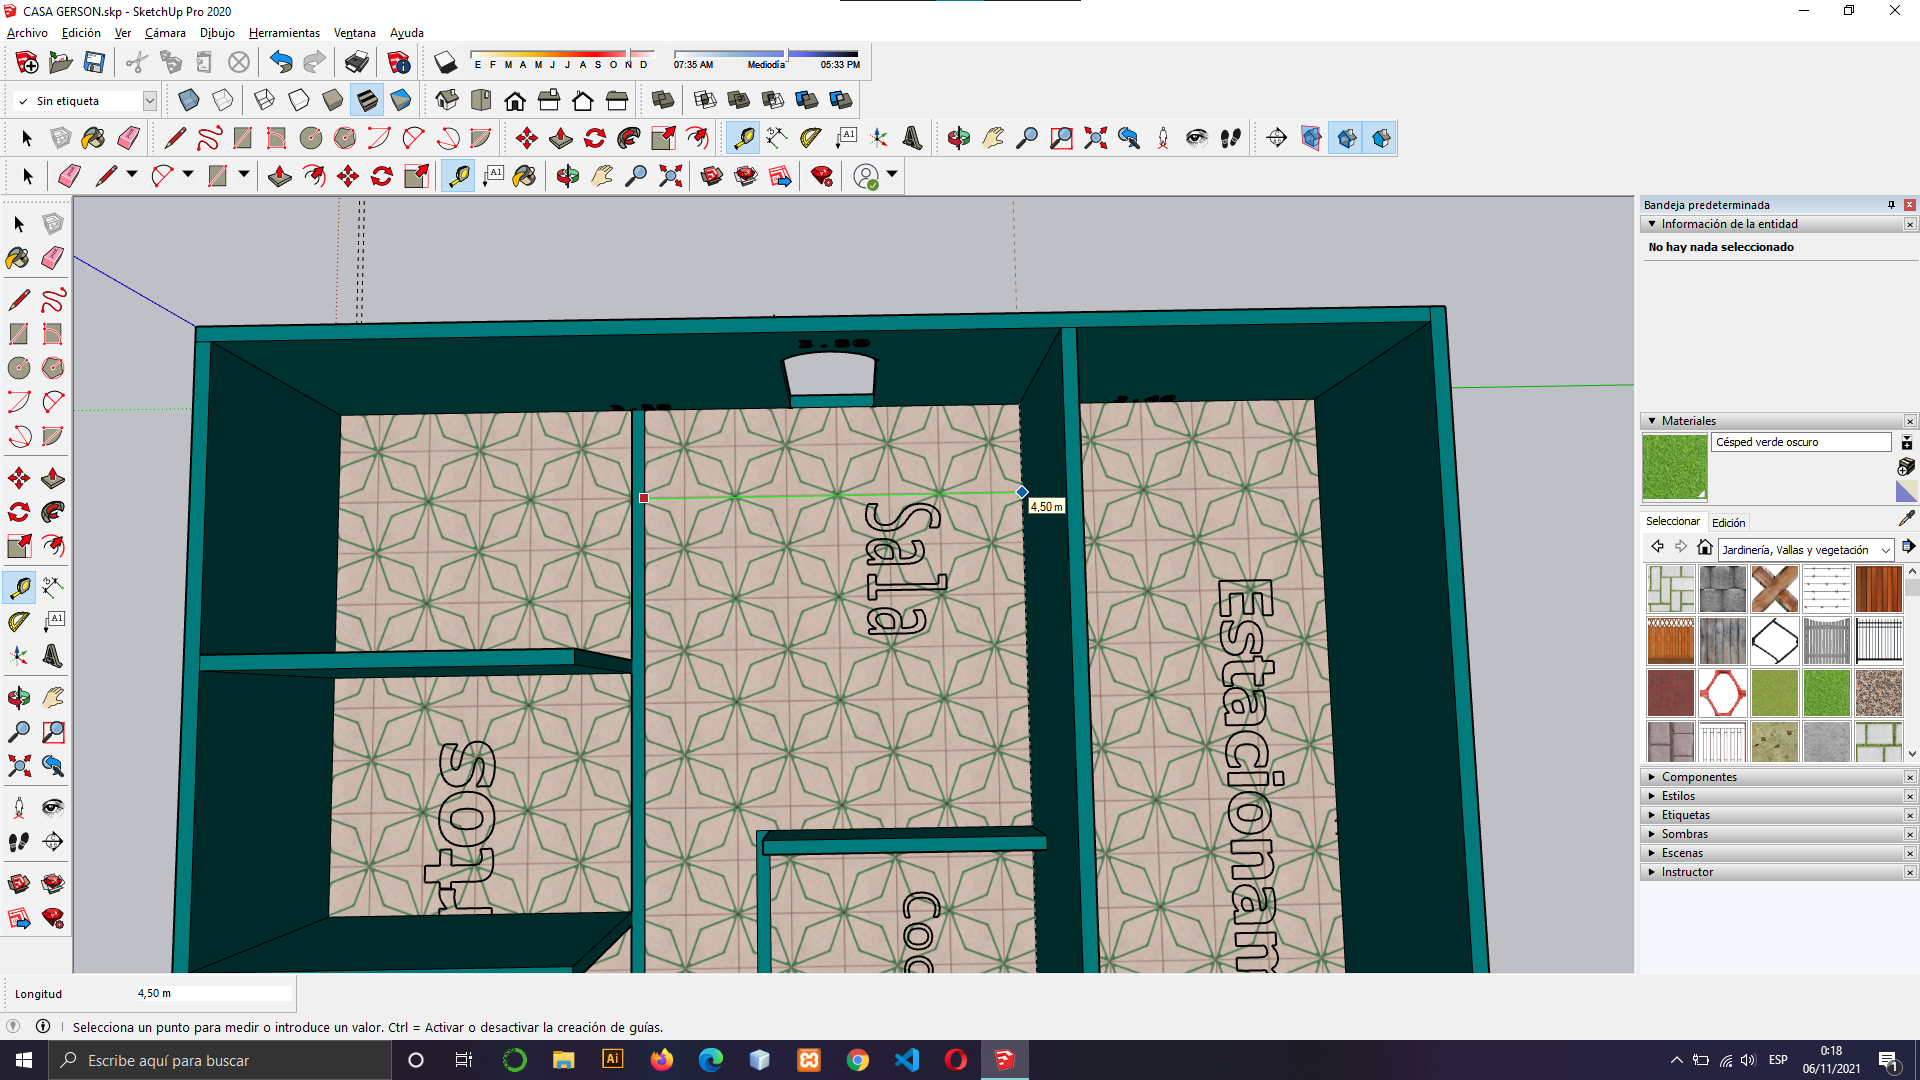 CASA GERSON.skp - SketchUp Pro 2020
Archivo Edición Ver Cámara Dibujo Herramientas Ventana Ayuda
E F M A M J J A S O N D
07:35 AM Mediodía 05:33 PM
Sin etiqueta
Bandeja predeterminada
Información de la entidad
No hay nada seleccionado
Materiales
Césped verde oscuro
Seleccionar Edición
Jardinería, Vallas y vegetación
Componentes
Estilos
Etiquetas
Sombras
Escenas
Instructor
4,50 m
Sala
Estacionam
Coc
Longitud 4,50 m
Selecciona un punto para medir o introduce un valor. Ctrl = Activar o desactivar la creación de guías.
Escribe aquí para buscar
ESP
0:18
06/11/2021
1